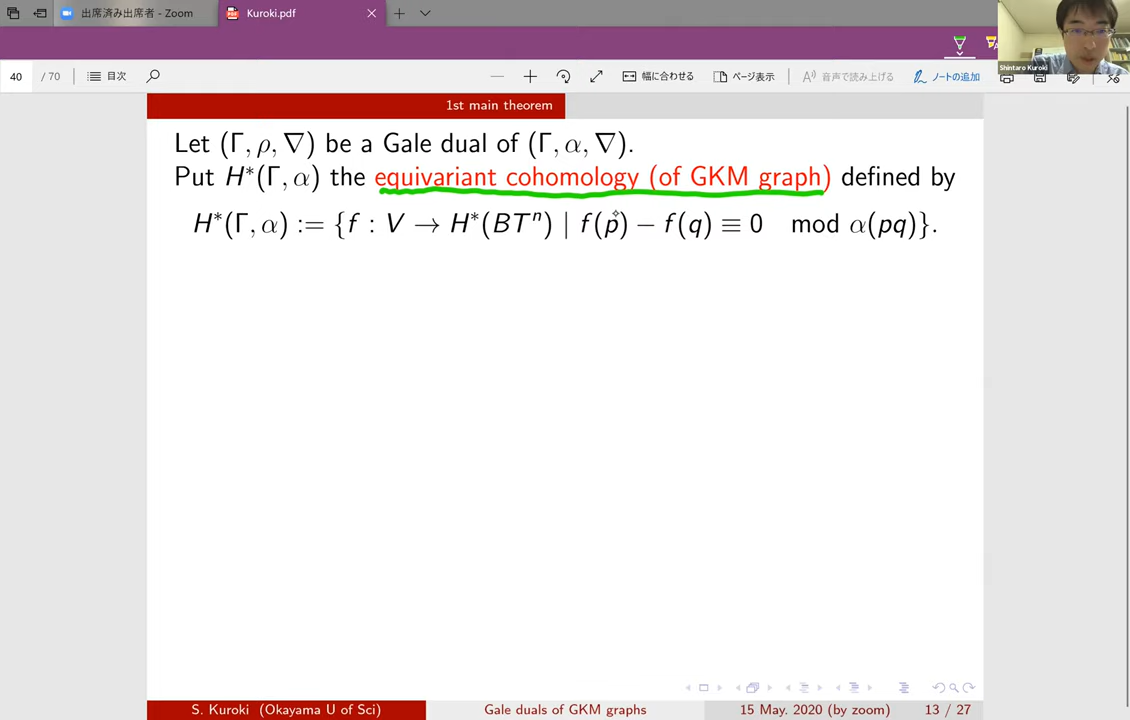 出席済み出席者 - Zoom
Kuroki.pdf
40 / 70
目次
幅に合わせる
ページ表示
音声で読み上げる
ノートの追加
Shintaro Kuroki
1st main theorem
Let (Γ, ρ, ∇) be a Gale dual of (Γ, α, ∇).
Put H*(Γ, α) the equivariant cohomology (of GKM graph) defined by
H*(Γ, α) := {f : V → H*(BTⁿ) | f(p) − f(q) ≡ 0 mod α(pq)}.
S. Kuroki (Okayama U of Sci)
Gale duals of GKM graphs
15 May. 2020 (by zoom)
13 / 27